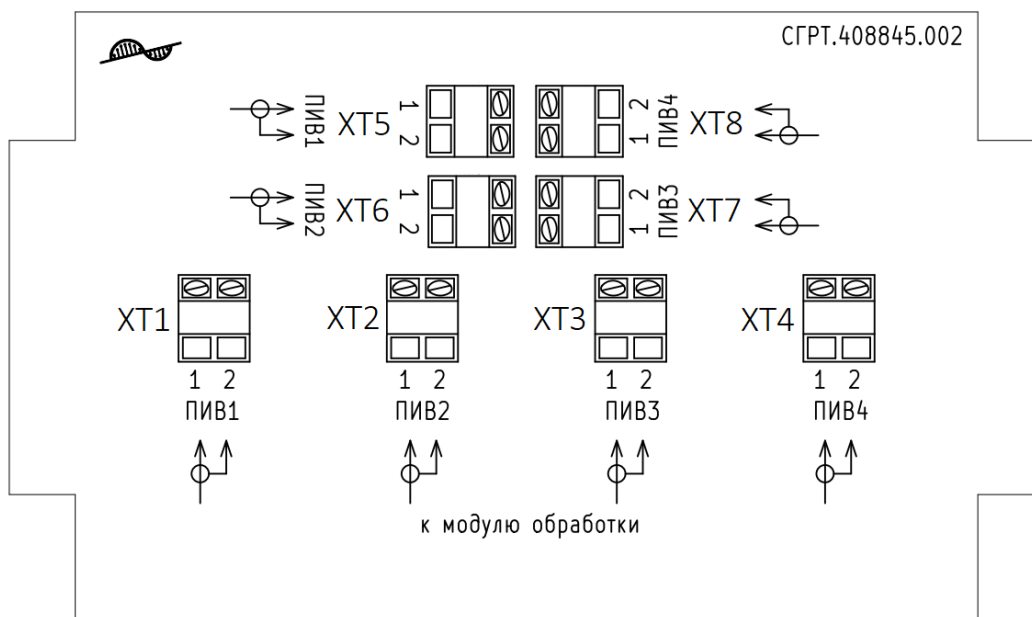 СГРТ.408845.002
ПИВ1 XT5 1 2
2 1 ПИВ4 XT8
ПИВ2 XT6 1 2
2 1 ПИВ3 XT7
XT1
XT2
XT3
XT4
1 2
1 2
1 2
1 2
ПИВ1
ПИВ2
ПИВ3
ПИВ4
к модулю обработки